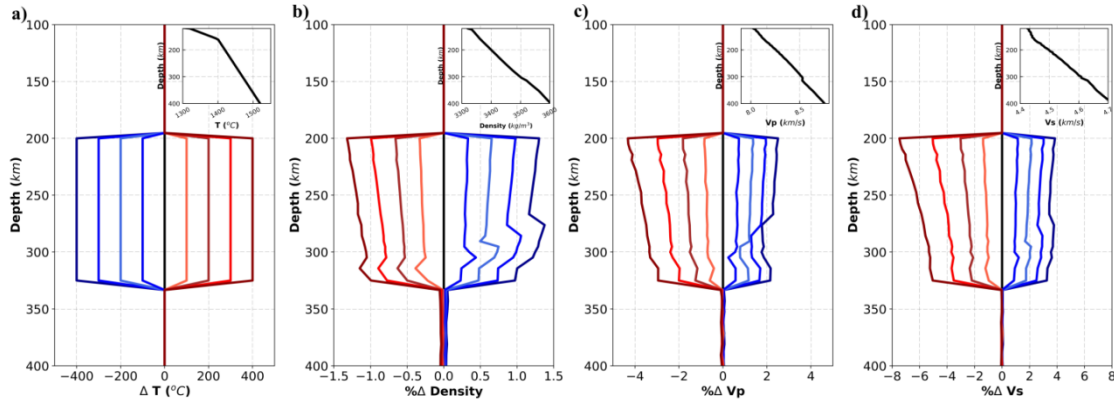 a)
100
150
200
250
300
350
400
Depth (km)
−400 −200 0 200 400
Δ T (°C)
Depth (km)
200
300
400
1300 1400 1500
T (°C)
b)
100
150
200
250
300
350
400
Depth (km)
−1.5 −1.0 −0.5 0.0 0.5 1.0 1.5
%Δ Density
Depth (km)
200
300
400
3300 3400 3500 3600
Density (kg/m³)
c)
100
150
200
250
300
350
400
Depth (km)
−4 −2 0 2 4
%Δ Vp
Depth (km)
200
300
400
8.0 8.5
Vp (km/s)
d)
100
150
200
250
300
350
400
Depth (km)
−8 −6 −4 −2 0 2 4 6 8
%Δ Vs
Depth (km)
200
300
400
4.4 4.5 4.6 4.7
Vs (km/s)